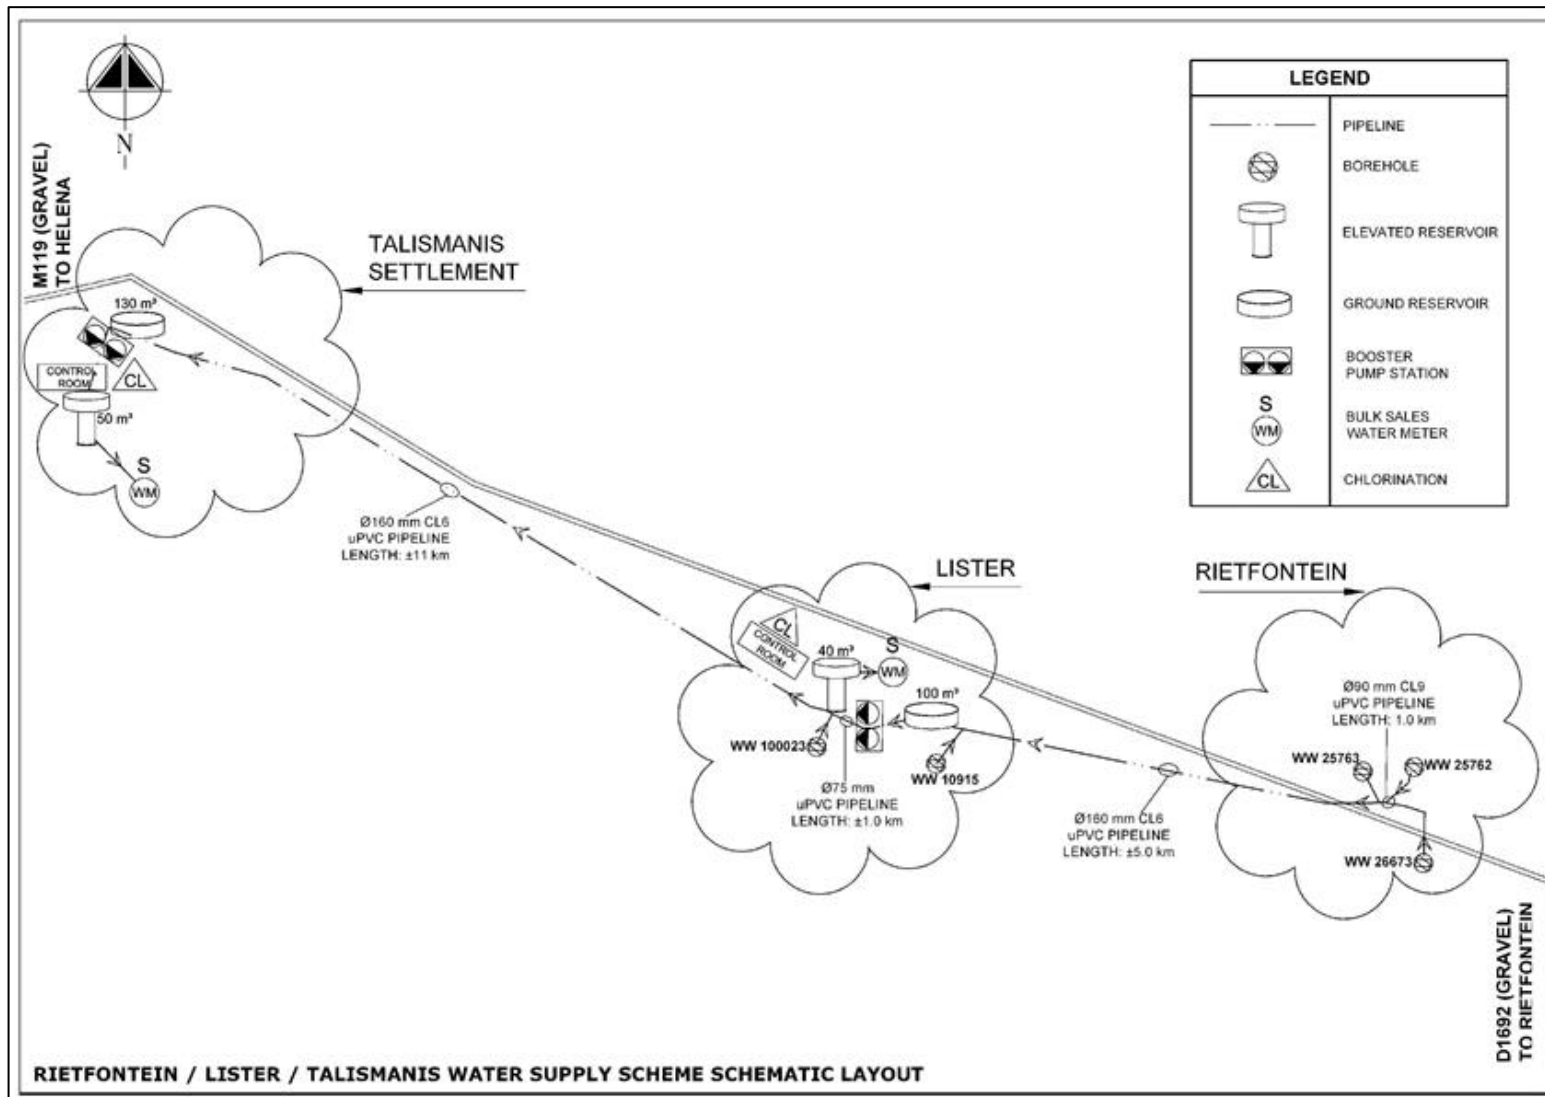 N
M119 (GRAVEL)
TO HELENA
TALISMANIS
SETTLEMENT
130 m³
CONTROL
ROOM
CL
50 m³
S
WM
Ø160 mm CL6
uPVC PIPELINE
LENGTH: ±11 km
LISTER
CL
CONTROL
ROOM
40 m³
S
WM
100 m³
WW 100023
WW 10915
Ø75 mm
uPVC PIPELINE
LENGTH: ±1.0 km
Ø160 mm CL6
uPVC PIPELINE
LENGTH: ±5.0 km
RIETFONTEIN
Ø90 mm CL9
uPVC PIPELINE
LENGTH: 1.0 km
WW 25763
WW 25762
WW 26673
D1692 (GRAVEL)
TO RIETFONTEIN
LEGEND
PIPELINE
BOREHOLE
ELEVATED RESERVOIR
GROUND RESERVOIR
BOOSTER
PUMP STATION
S
WM
BULK SALES
WATER METER
CL
CHLORINATION
RIETFONTEIN / LISTER / TALISMANIS WATER SUPPLY SCHEME SCHEMATIC LAYOUT